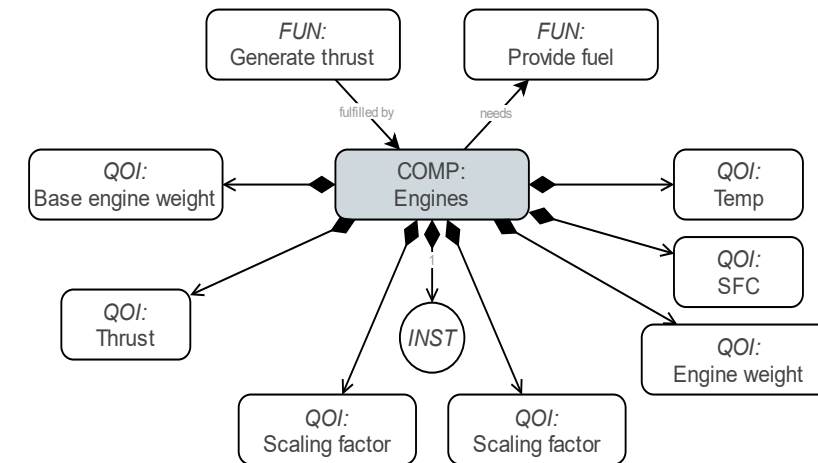 FUN:
Generate thrust
FUN:
Provide fuel
fulfilled by
needs
QOI:
Base engine weight
COMP:
Engines
QOI:
Temp
QOI:
SFC
1
QOI:
Thrust
INST
QOI:
Engine weight
QOI:
Scaling factor
QOI:
Scaling factor